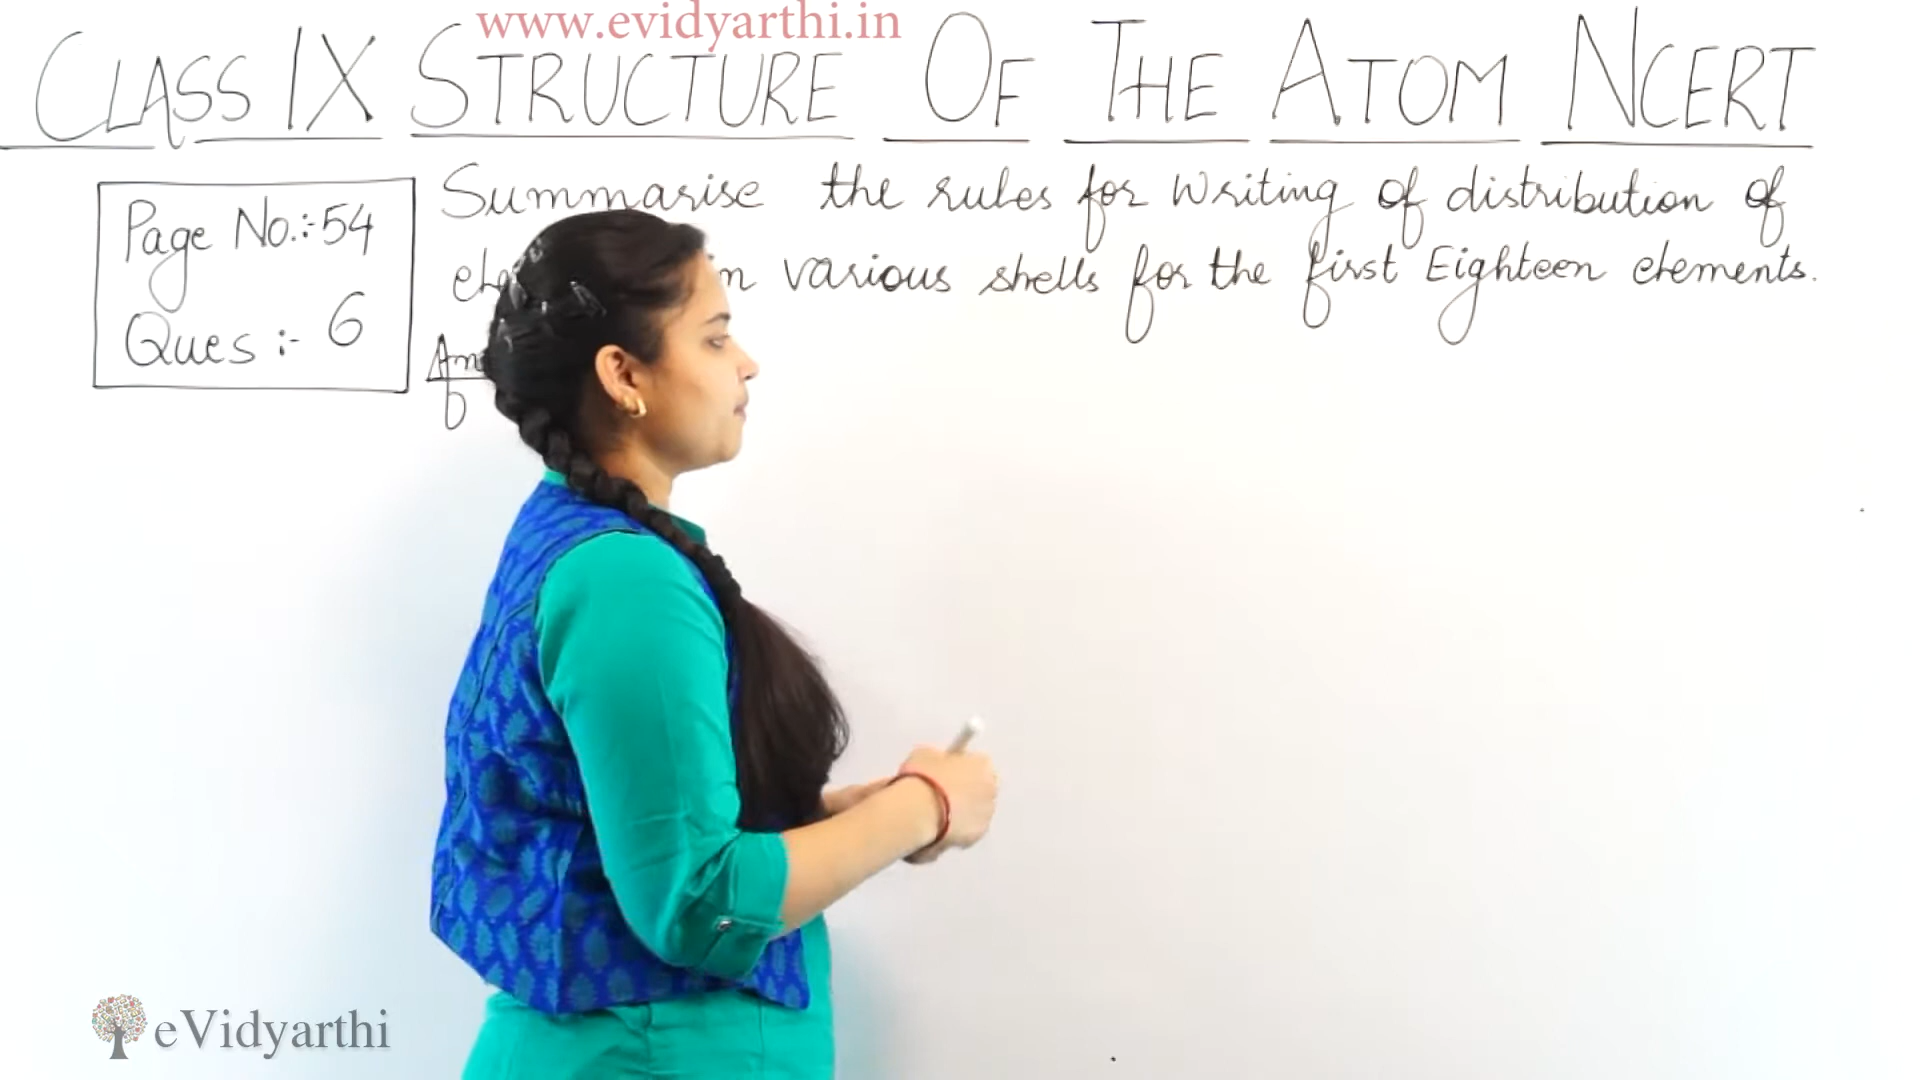 www.evidyarthi.in
CLASS IX STRUCTURE OF THE ATOM NCERT
Page No.:-54
Ques :- 6
Summarise the rules for writing of distribution of
various shells for the first Eighteen elements.
eVidyarthi